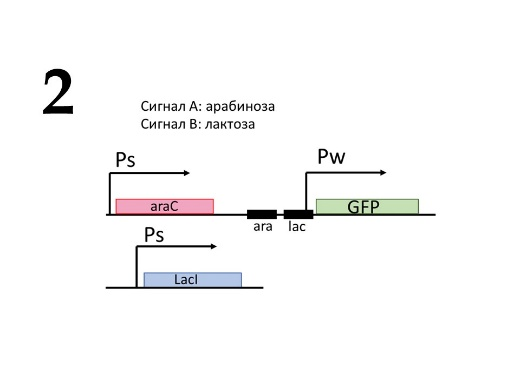 2
Сигнал А: арабиноза
Сигнал В: лактоза
Ps
Pw
araC
GFP
ara
lac
Ps
LacI